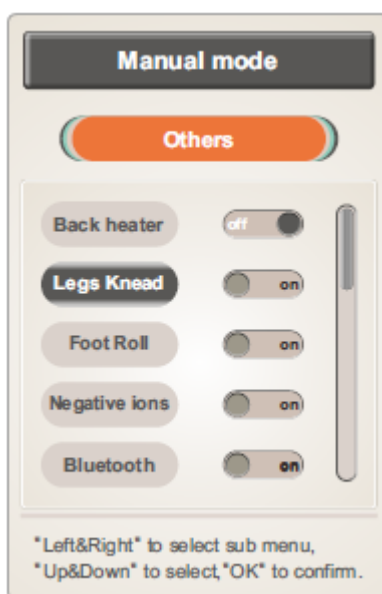 Manual mode
Others
Back heater off
Legs Knead on
Foot Roll on
Negative ions on
Bluetooth on
"Left&Right" to select sub menu,
"Up&Down" to select,"OK" to confirm.